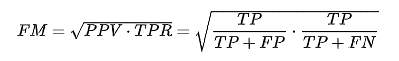 FM = √(PPV · TPR) = √(TP/(TP + FP) · TP/(TP + FN))